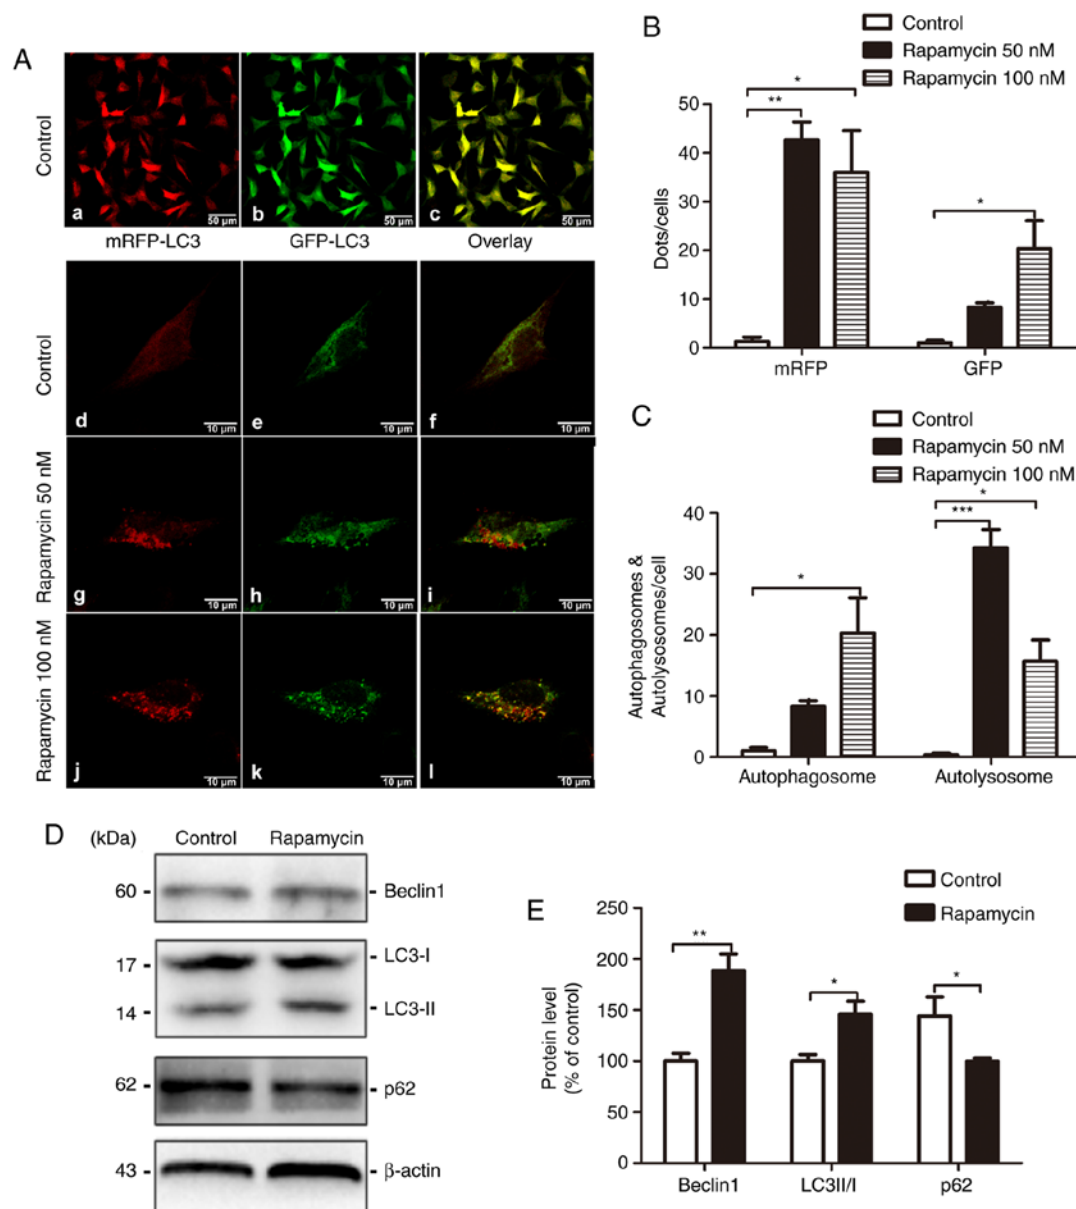 A
Control
a
50 µm
b
50 µm
c
50 µm
mRFP-LC3
GFP-LC3
Overlay
Control
d
10 µm
e
10 µm
f
10 µm
Rapamycin 50 nM
g
10 µm
h
10 µm
i
10 µm
Rapamycin 100 nM
j
10 µm
k
10 µm
l
10 µm
B
Control
Rapamycin 50 nM
Rapamycin 100 nM
Dots/cells
50
40
30
20
10
0
*
**
*
mRFP
GFP
C
Control
Rapamycin 50 nM
Rapamycin 100 nM
Autophagosomes &
Autolysosomes/cell
40
30
20
10
0
*
*
***
Autophagosome
Autolysosome
D
(kDa)
Control
Rapamycin
60
Beclin1
17
LC3-I
14
LC3-II
62
p62
43
β-actin
E
Control
Rapamycin
Protein level
(% of control)
250
200
150
100
50
0
**
*
*
Beclin1
LC3II/I
p62